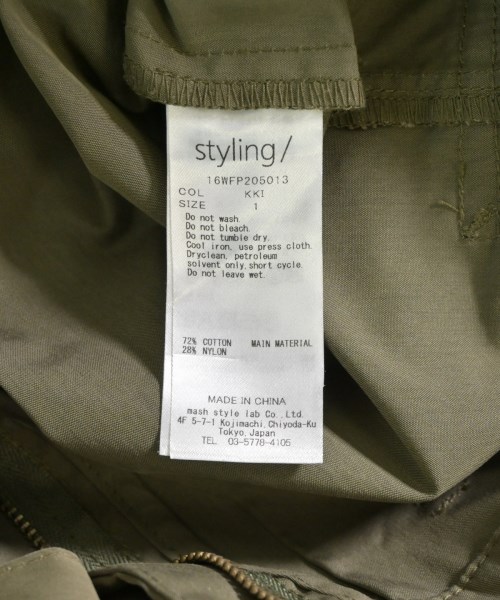 styling/
16WFP205013
COL KKI
SIZE 1
Do not wash.
Do not bleach.
Do not tumble dry.
Cool iron, use press cloth.
Dryclean, petroleum
solvent only, short cycle.
Do not leave wet.
72% COTTON MAIN MATERIAL
28% NYLON
MADE IN CHINA
mash style lab Co., Ltd.
4F 5-7-1 Kojimachi, Chiyoda-Ku
Tokyo, Japan
TEL 03-5778-4105